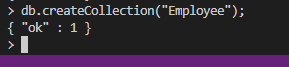 > db.createCollection("Employee");
{ "ok" : 1 }
>